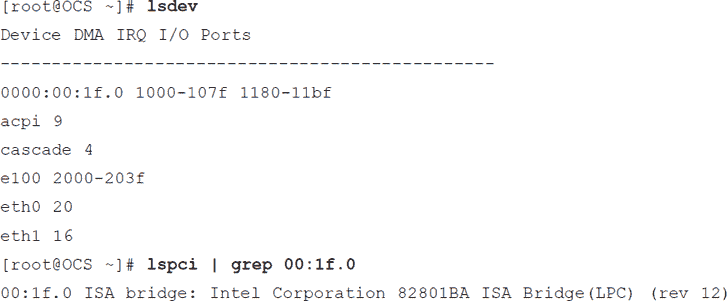 [root@OCS ~]# lsdev
Device DMA IRQ I/O Ports
------------------------------------------------
0000:00:1f.0 1000-107f 1180-11bf
acpi 9
cascade 4
e100 2000-203f
eth0 20
eth1 16
[root@OCS ~]# lspci | grep 00:1f.0
00:1f.0 ISA bridge: Intel Corporation 82801BA ISA Bridge(LPC) (rev 12)